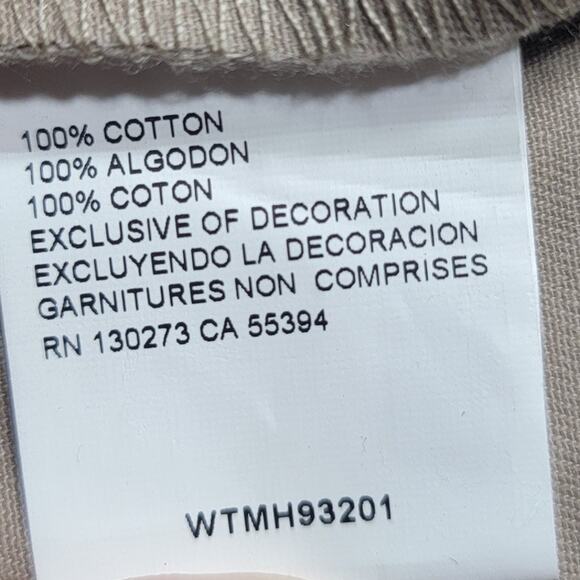 100% COTTON
100% ALGODON
100% COTON
EXCLUSIVE OF DECORATION
EXCLUYENDO LA DECORACION
GARNITURES NON COMPRISES
RN 130273 CA 55394
WTMH93201